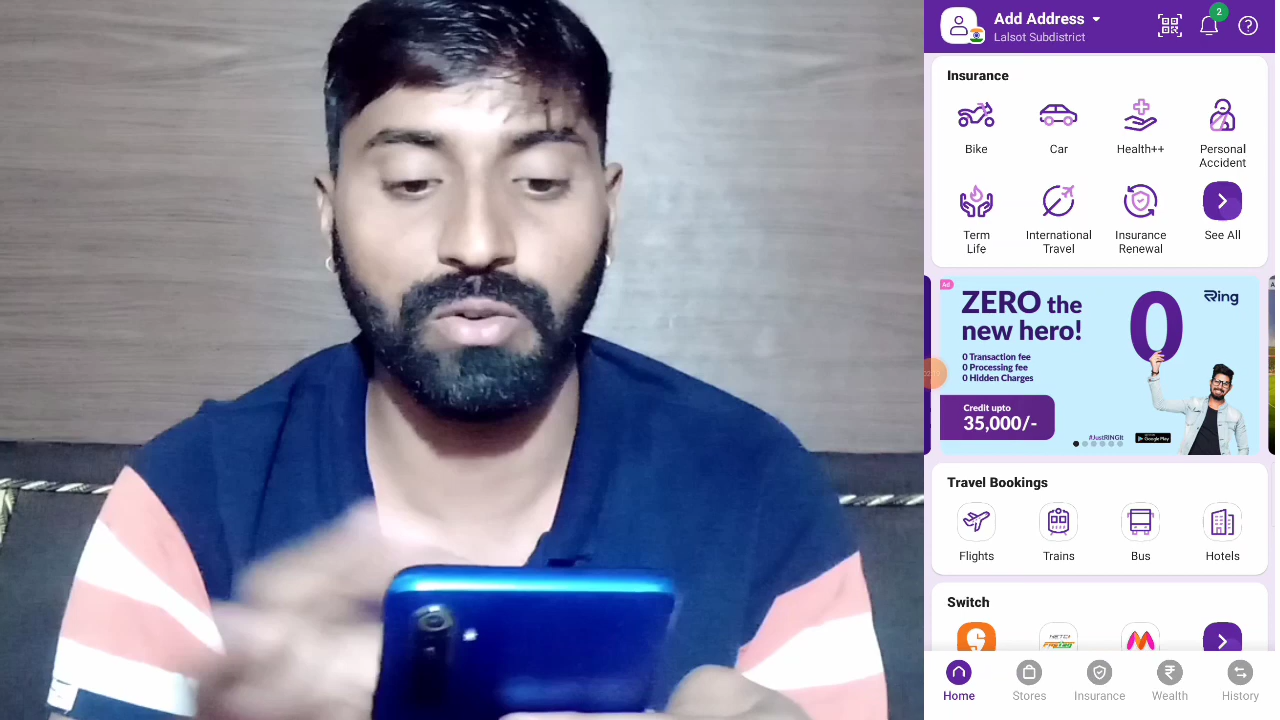 Add Address
2
Lalsot Subdistrict
Insurance
Bike
Car
Health++
Personal
Accident
Term
Life
International
Travel
Insurance
Renewal
See All
Ad
ZERO the
new hero!
Ring
0
0 Transaction fee
0 Processing fee
0 Hidden Charges
Credit upto
35,000/-
#JustRINGIt
Google Play
Travel Bookings
Flights
Trains
Bus
Hotels
Switch
Home
Stores
Insurance
Wealth
History